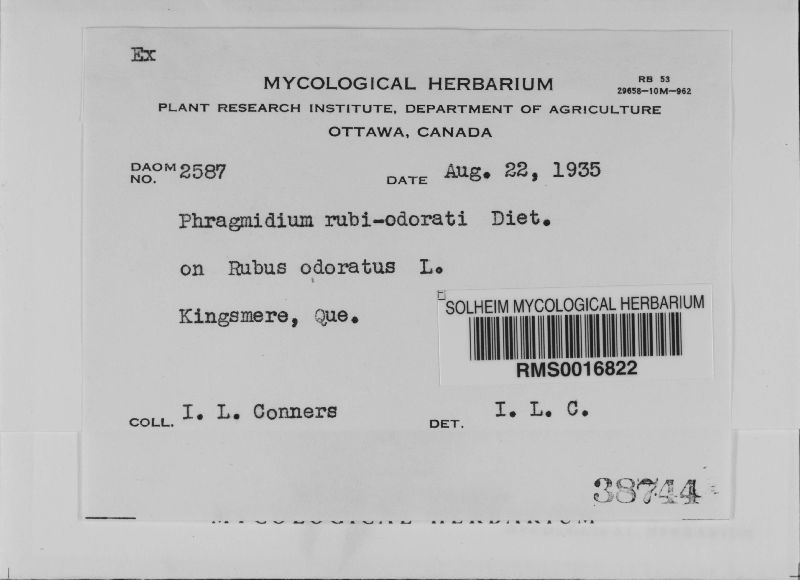 Ex
MYCOLOGICAL HERBARIUM
RB 53
29658—10M—962
PLANT RESEARCH INSTITUTE, DEPARTMENT OF AGRICULTURE
OTTAWA, CANADA
DAOM NO. 2587
DATE Aug. 22, 1935
Phragmidium rubi-odorati Diet.
on Rubus odoratus L.
Kingsmere, Que.
SOLHEIM MYCOLOGICAL HERBARIUM
RMS0016822
COLL. I. L. Conners
DET. I. L. C.
38744
MYCOLOGICAL HERBARIUM